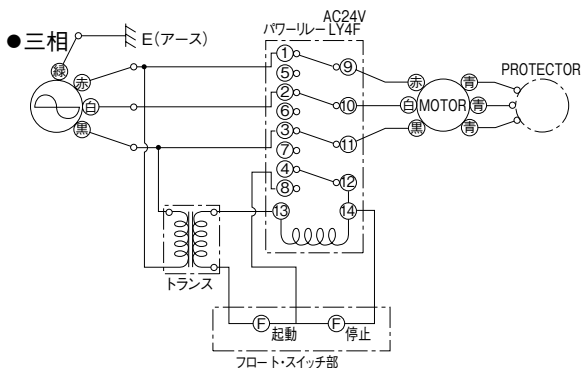 ●三相
緑
E(アース)
赤
白
黒
パワーリレー
AC24V
LY4F
1
5
2
6
3
7
4
8
9
10
11
12
13
14
赤
白
黒
MOTOR
青
青
青
PROTECTOR
トランス
F
起動
F
停止
フロート・スイッチ部